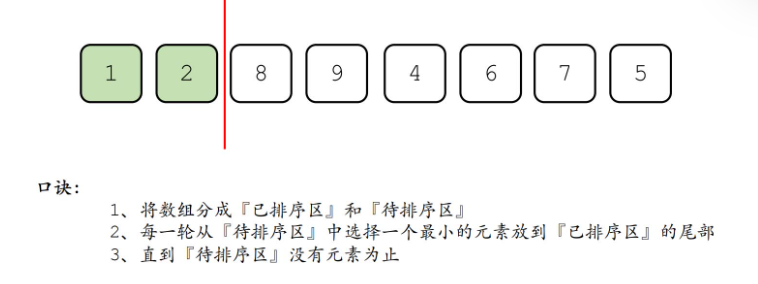 1 2 8 9 4 6 7 5
口诀:
1、将数组分成『已排序区』和『待排序区』
2、每一轮从『待排序区』中选择一个最小的元素放到『已排序区』的尾部
3、直到『待排序区』没有元素为止